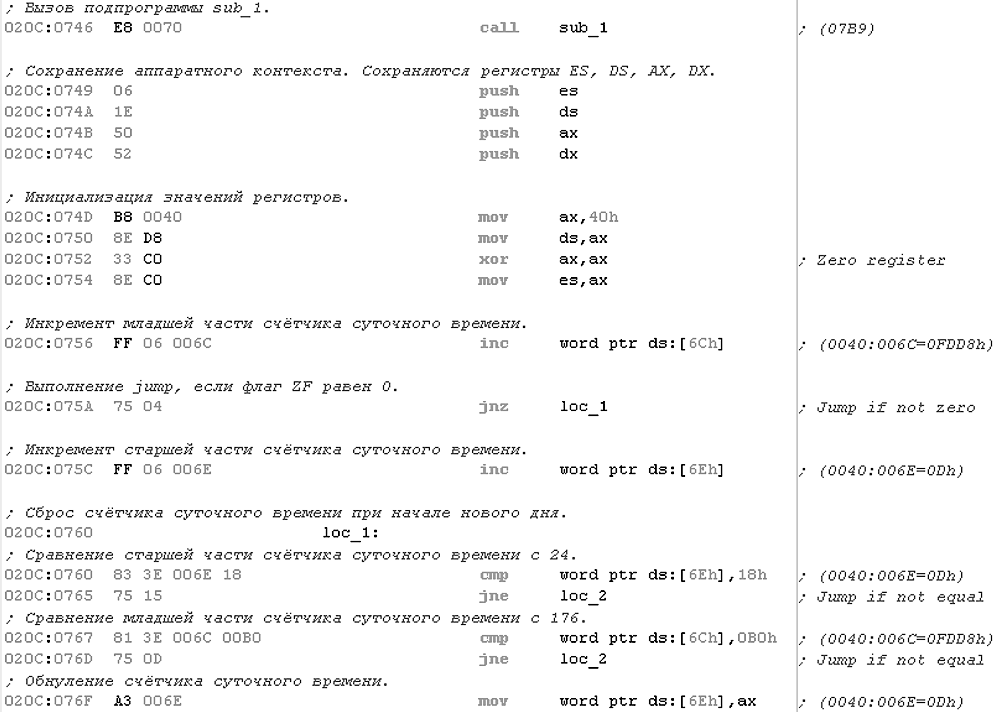 ; Вызов подпрограммы sub_1.
020C:0746  E8 0070  call  sub_1  ; (07B9)
; Сохранение аппаратного контекста. Сохраняются регистры ES, DS, AX, DX.
020C:0749  06  push  es
020C:074A  1E  push  ds
020C:074B  50  push  ax
020C:074C  52  push  dx
; Инициализация значений регистров.
020C:074D  B8 0040  mov  ax,40h
020C:0750  8E D8  mov  ds,ax
020C:0752  33 C0  xor  ax,ax  ; Zero register
020C:0754  8E C0  mov  es,ax
; Инкремент младшей части счётчика суточного времени.
020C:0756  FF 06 006C  inc  word ptr ds:[6Ch]  ; (0040:006C=0FDD8h)
; Выполнение jump, если флаг ZF равен 0.
020C:075A  75 04  jnz  loc_1  ; Jump if not zero
; Инкремент старшей части счётчика суточного времени.
020C:075C  FF 06 006E  inc  word ptr ds:[6Eh]  ; (0040:006E=0Dh)
; Сброс счётчика суточного времени при начале нового дня.
020C:0760  loc_1:
; Сравнение старшей части счётчика суточного времени с 24.
020C:0760  83 3E 006E 18  cmp  word ptr ds:[6Eh],18h  ; (0040:006E=0Dh)
020C:0765  75 15  jne  loc_2  ; Jump if not equal
; Сравнение младшей части счётчика суточного времени с 176.
020C:0767  81 3E 006C 00B0  cmp  word ptr ds:[6Ch],0B0h  ; (0040:006C=0FDD8h)
020C:076D  75 0D  jne  loc_2  ; Jump if not equal
; Обнуление счётчика суточного времени.
020C:076F  A3 006E  mov  word ptr ds:[6Eh],ax  ; (0040:006E=0Dh)